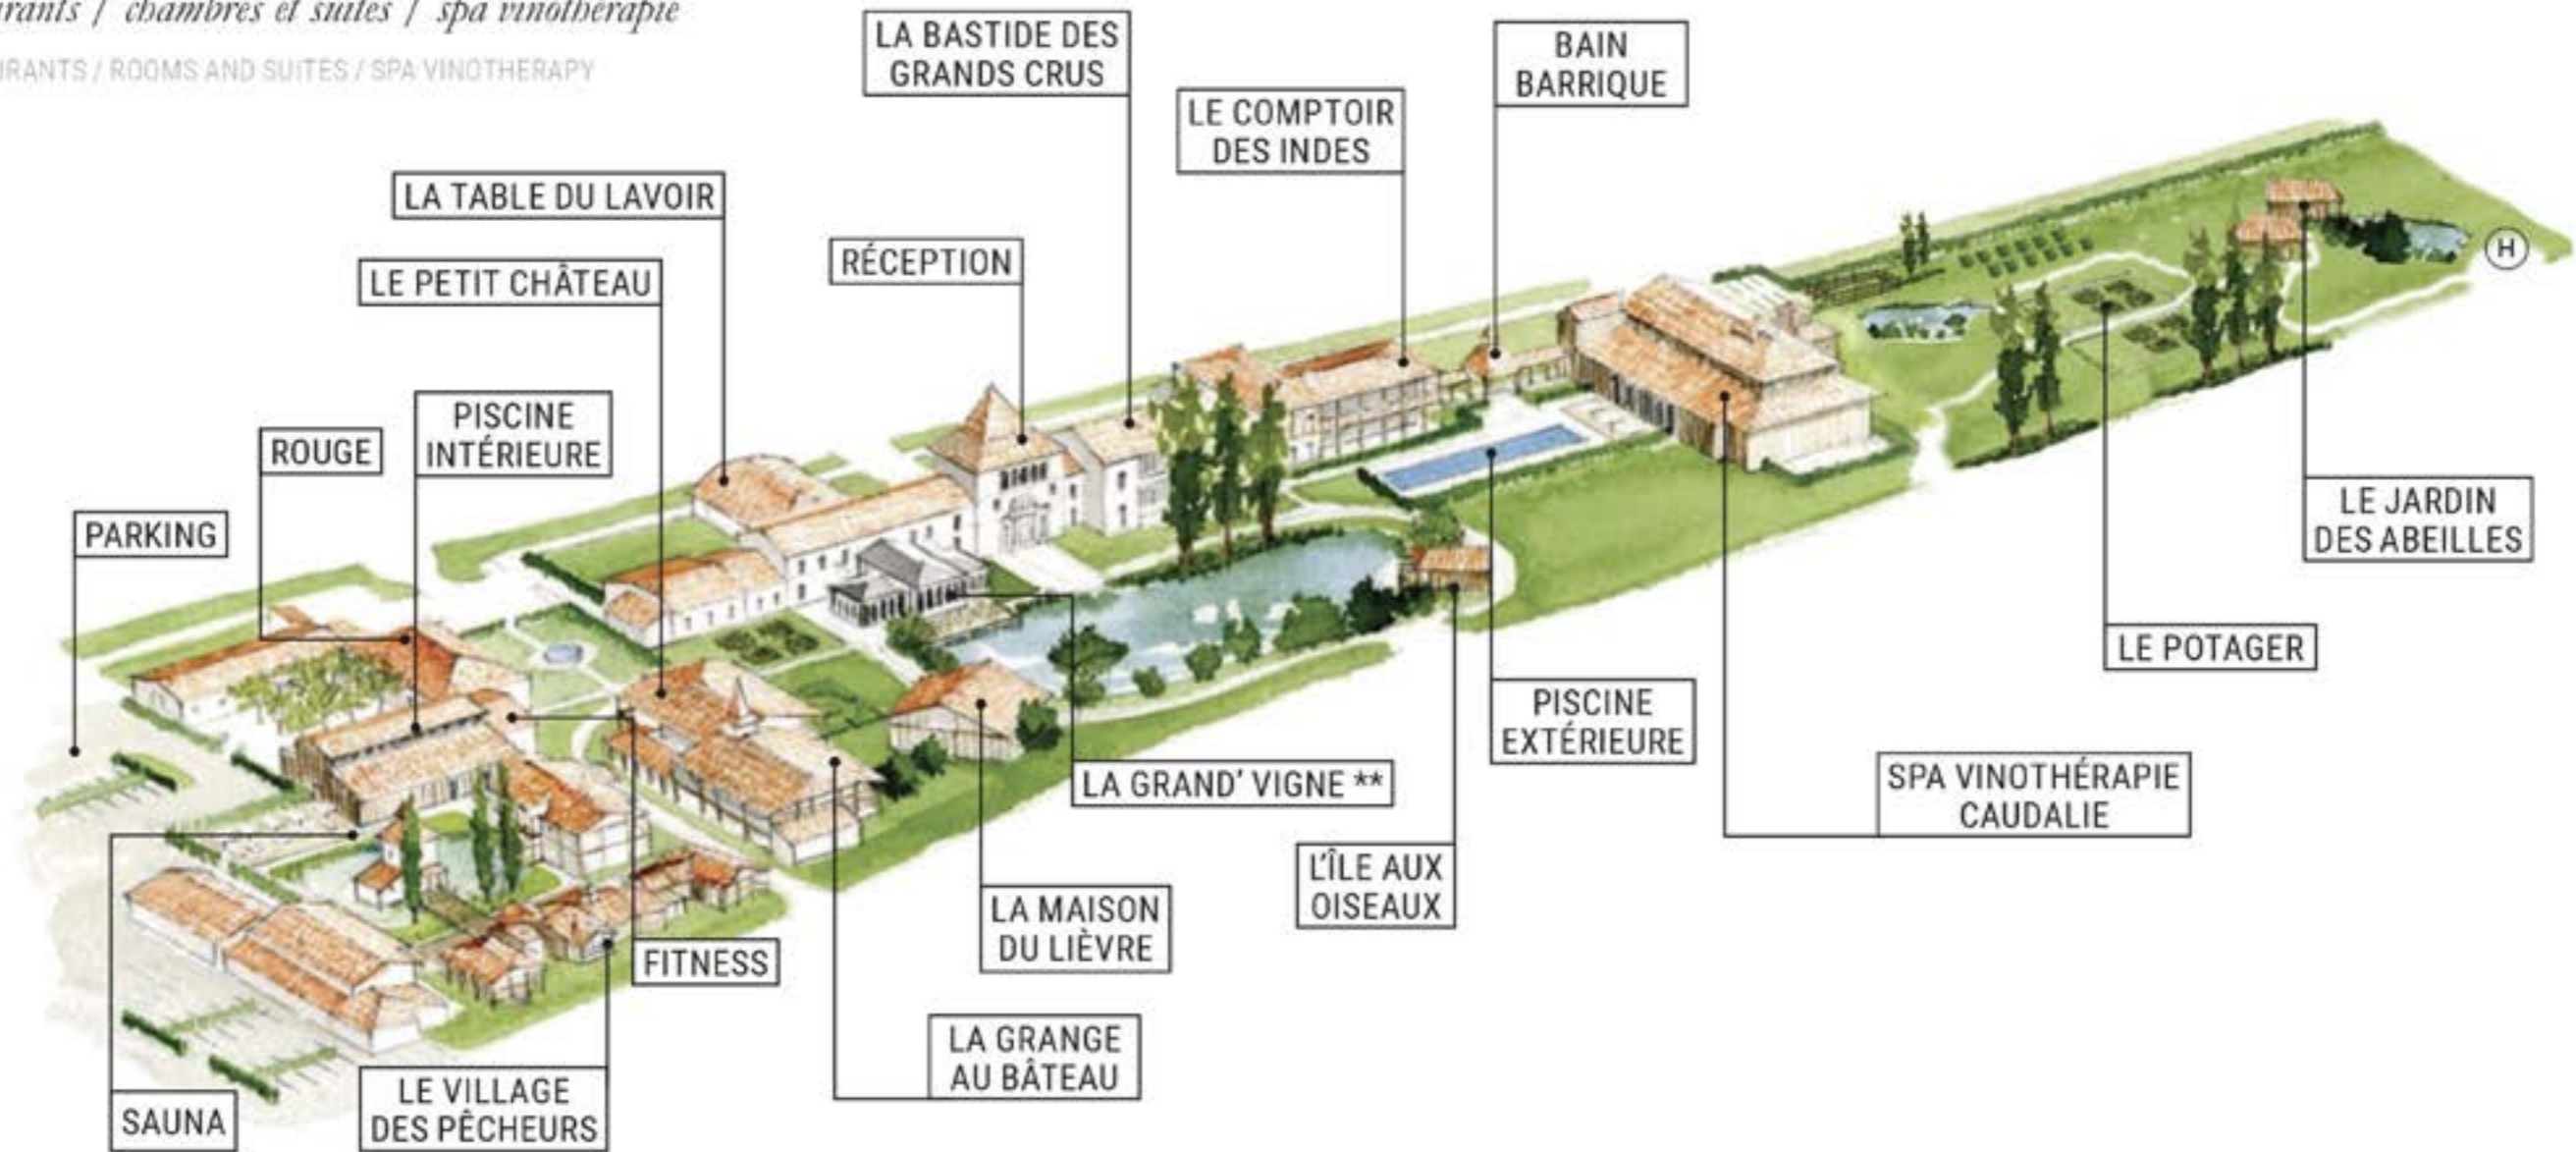 chambres et suites / spa vinothérapie
/ ROOMS AND SUITES / SPA VINOTHERAPY
LA BASTIDE DES
GRANDS CRUS
BAIN
BARRIQUE
LE COMPTOIR
DES INDES
LA TABLE DU LAVOIR
RÉCEPTION
LE PETIT CHÂTEAU
H
PISCINE
INTÉRIEURE
ROUGE
PARKING
LE JARDIN
DES ABEILLES
LE POTAGER
PISCINE
EXTÉRIEURE
LA GRAND' VIGNE **
SPA VINOTHÉRAPIE
CAUDALIE
L'ÎLE AUX
OISEAUX
LA MAISON
DU LIÈVRE
FITNESS
LA GRANGE
AU BÂTEAU
LE VILLAGE
DES PÊCHEURS
SAUNA